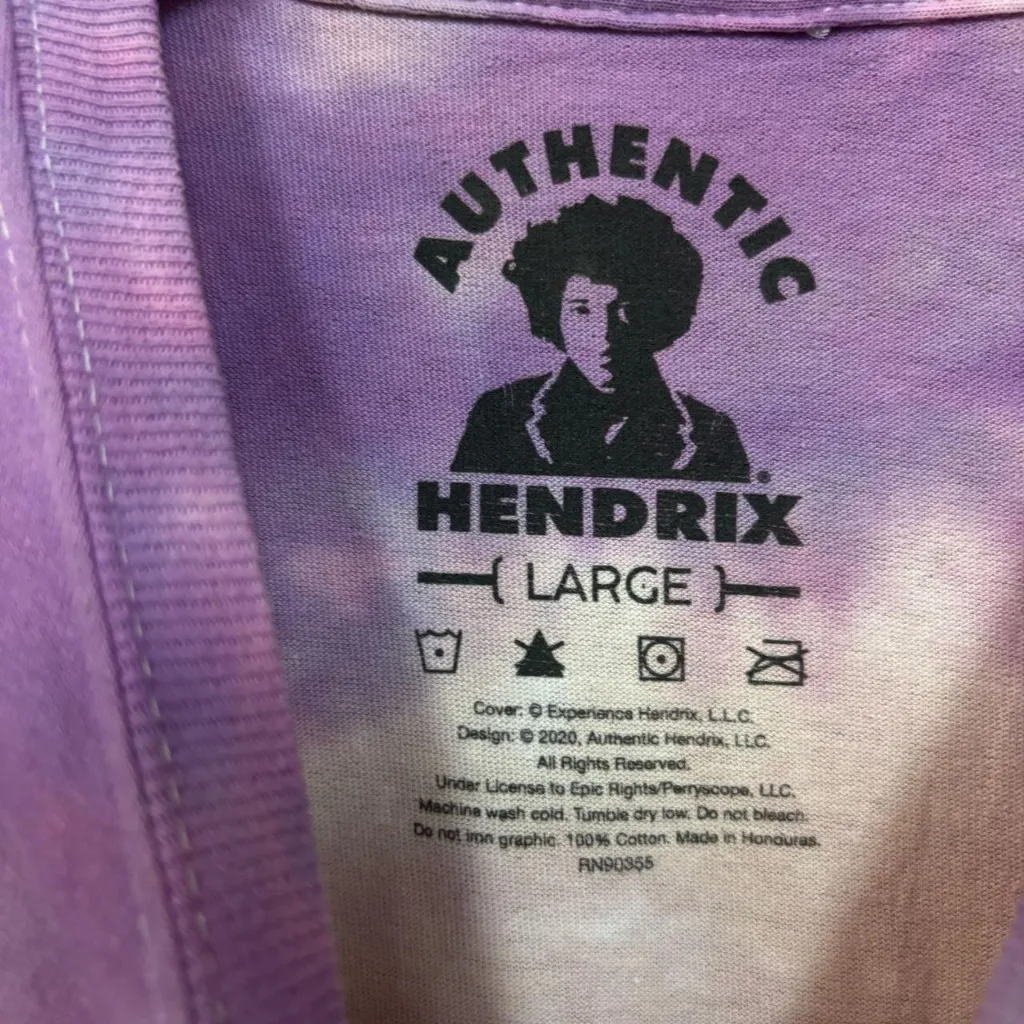 AUTHENTIC
HENDRIX
{ LARGE }
Cover: © Experience Hendrix, L.L.C.
Design: © 2020, Authentic Hendrix, LLC.
All Rights Reserved.
Under License to Epic Rights/Perryscope, LLC.
Machine wash cold. Tumble dry low. Do not bleach.
Do not iron graphic. 100% Cotton. Made in Honduras.
RN90355